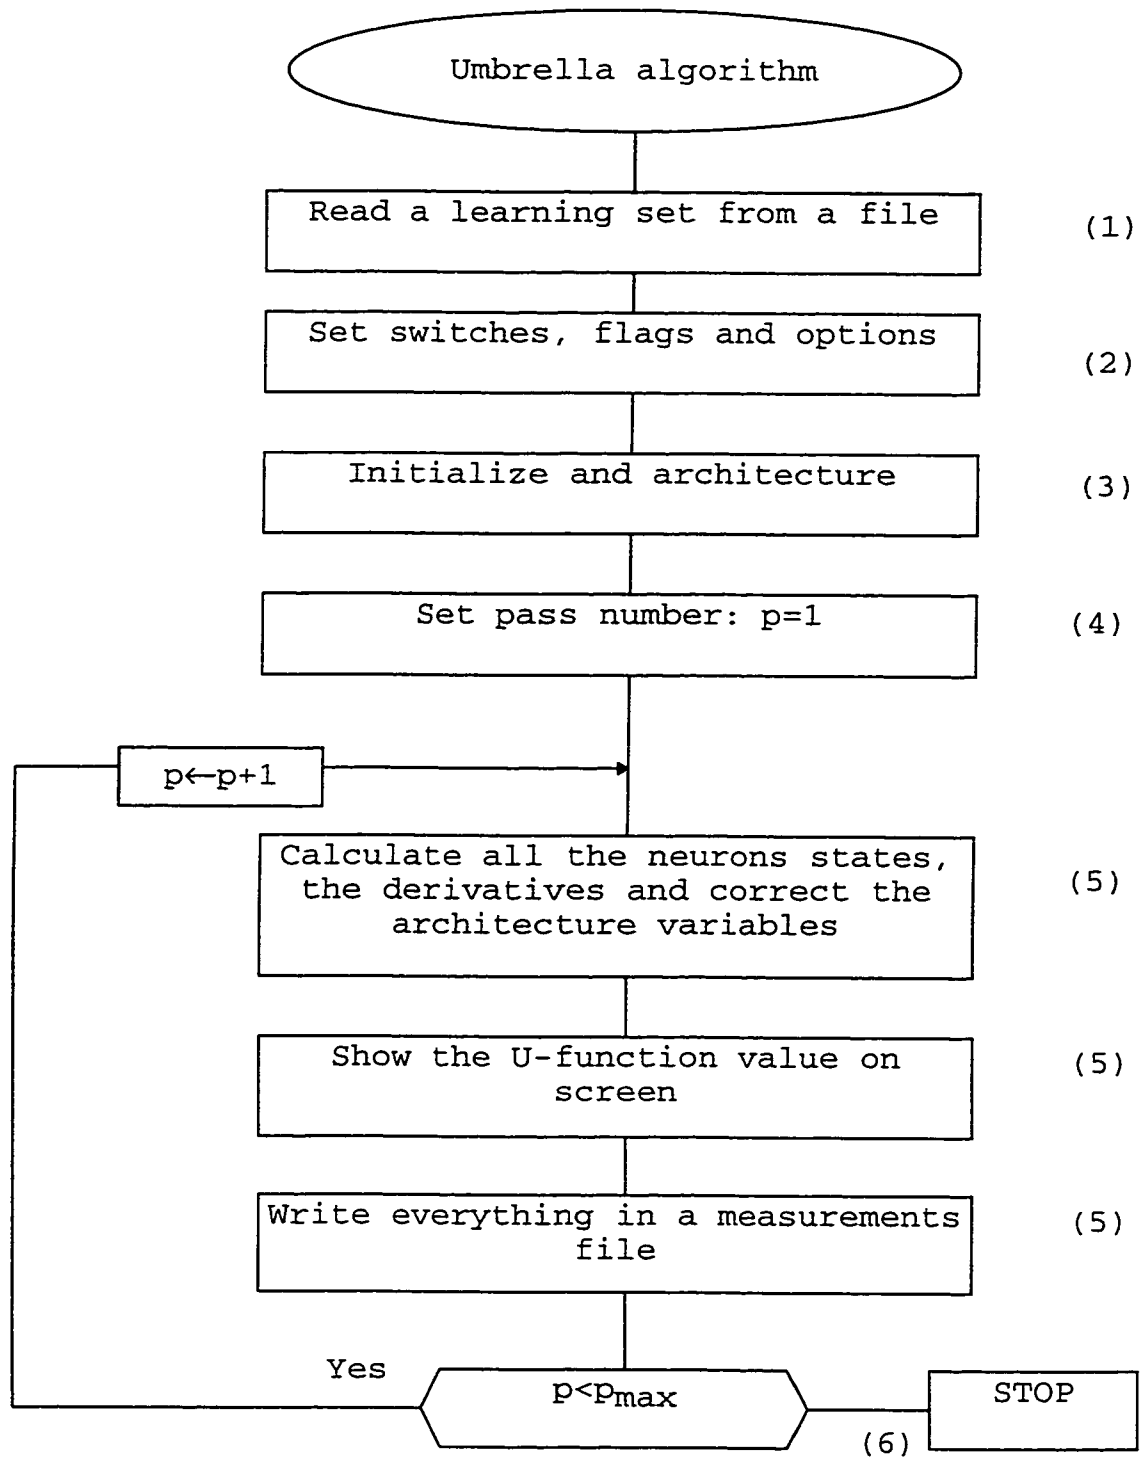 Umbrella algorithm
Read a learning set from a file
(1)
Set switches, flags and options
(2)
Initialize and architecture
(3)
Set pass number: p=1
(4)
p←p+1
Calculate all the neurons states,
the derivatives and correct the
architecture variables
(5)
Show the U-function value on
screen
(5)
Write everything in a measurements
file
(5)
Yes
p<pmax
STOP
(6)